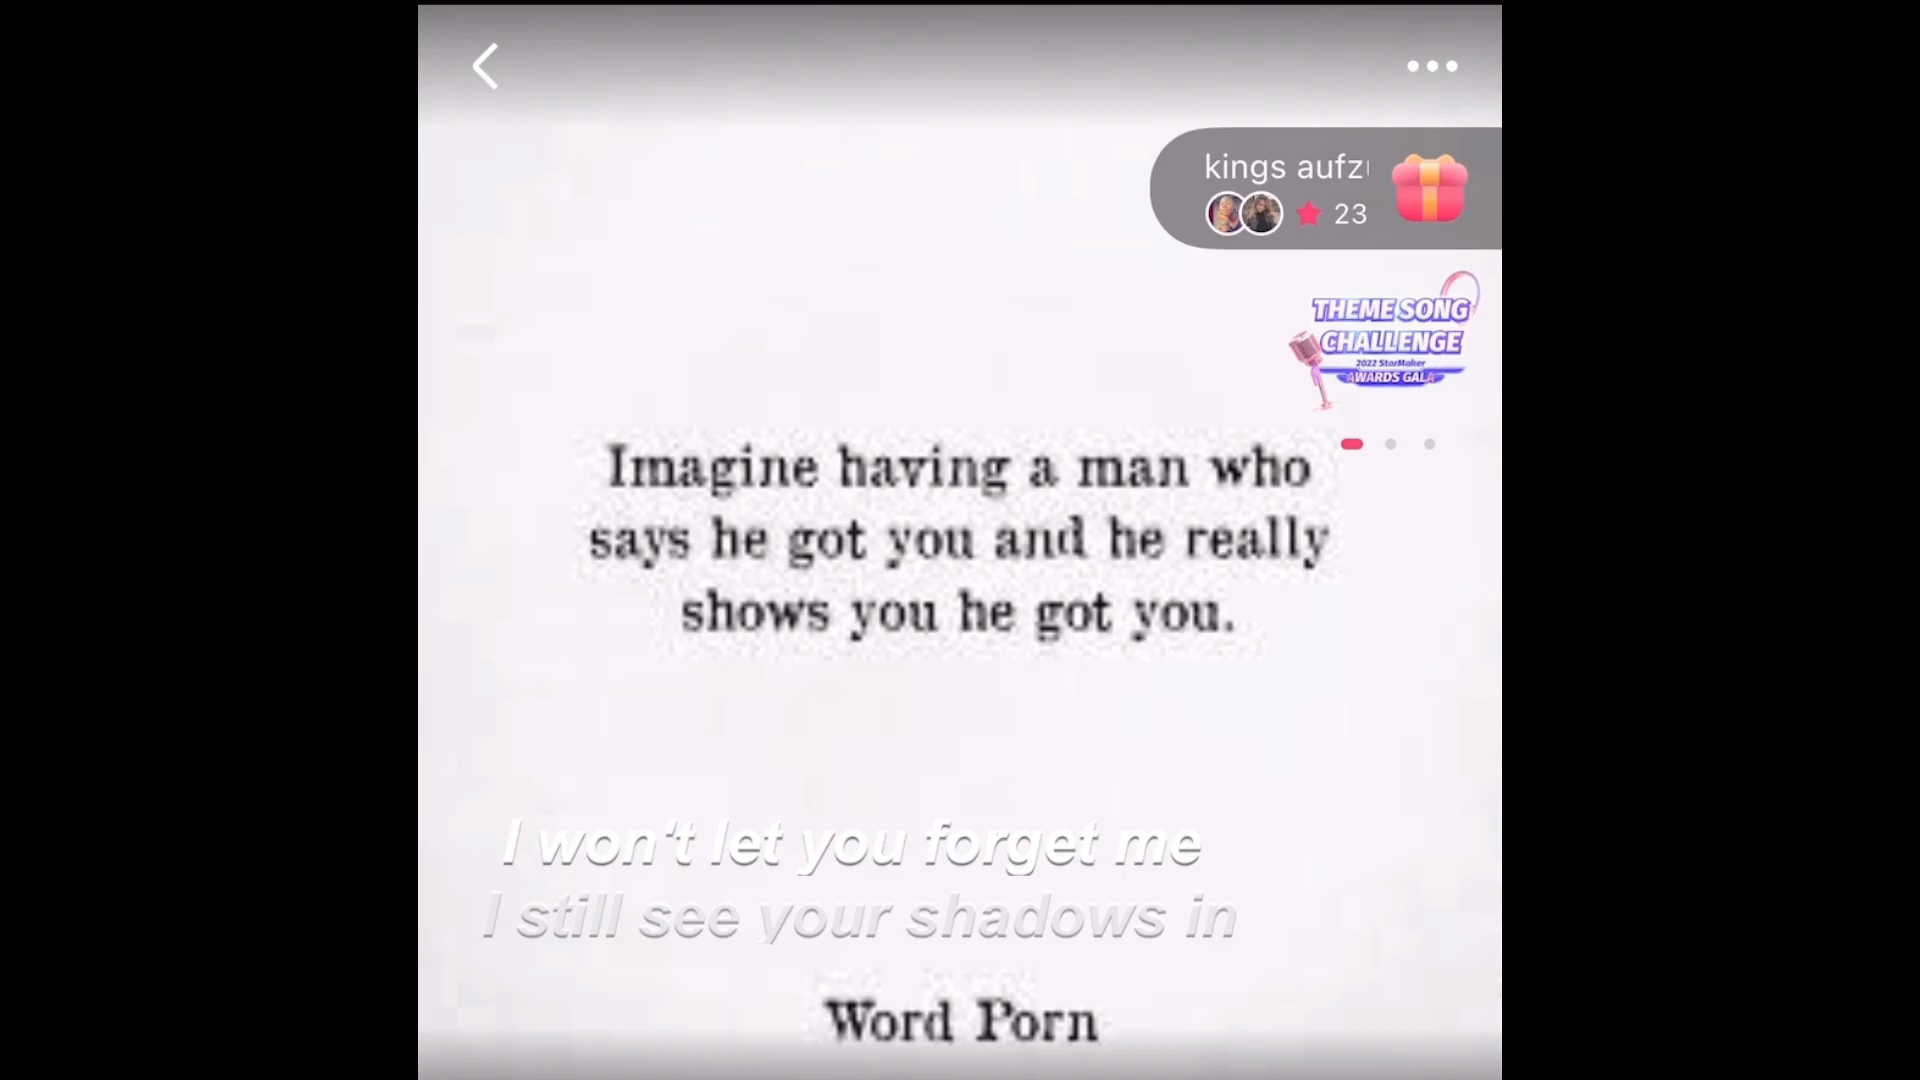 kings aufz
23
THEME SONG
CHALLENGE
2022 StarMaker
AWARDS GALA
Imagine having a man who
says he got you and he really
shows you he got you.
I won't let you forget me
I still see your shadows in
Word Porn